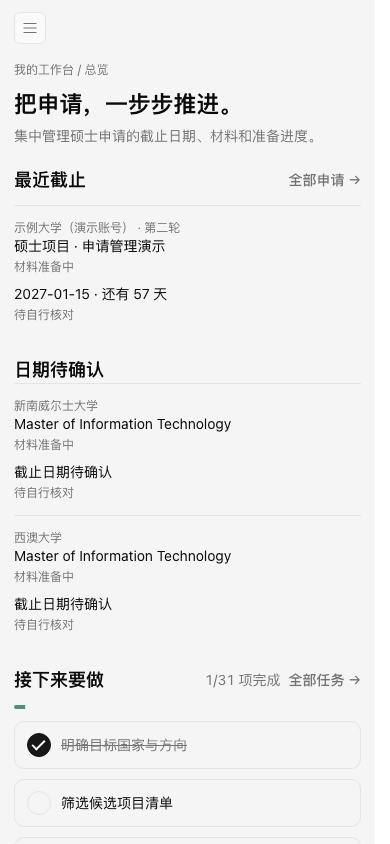 我的工作台 / 总览
把申请，一步步推进。
集中管理硕士申请的截止日期、材料和准备进度。
最近截止
全部申请 →
示例大学（演示账号） · 第二轮
硕士项目 · 申请管理演示
材料准备中
2027-01-15 · 还有 57 天
待自行核对
日期待确认
新南威尔士大学
Master of Information Technology
材料准备中
截止日期待确认
待自行核对
西澳大学
Master of Information Technology
材料准备中
截止日期待确认
待自行核对
接下来要做
1/31 项完成 全部任务 →
明确目标国家与方向
筛选候选项目清单